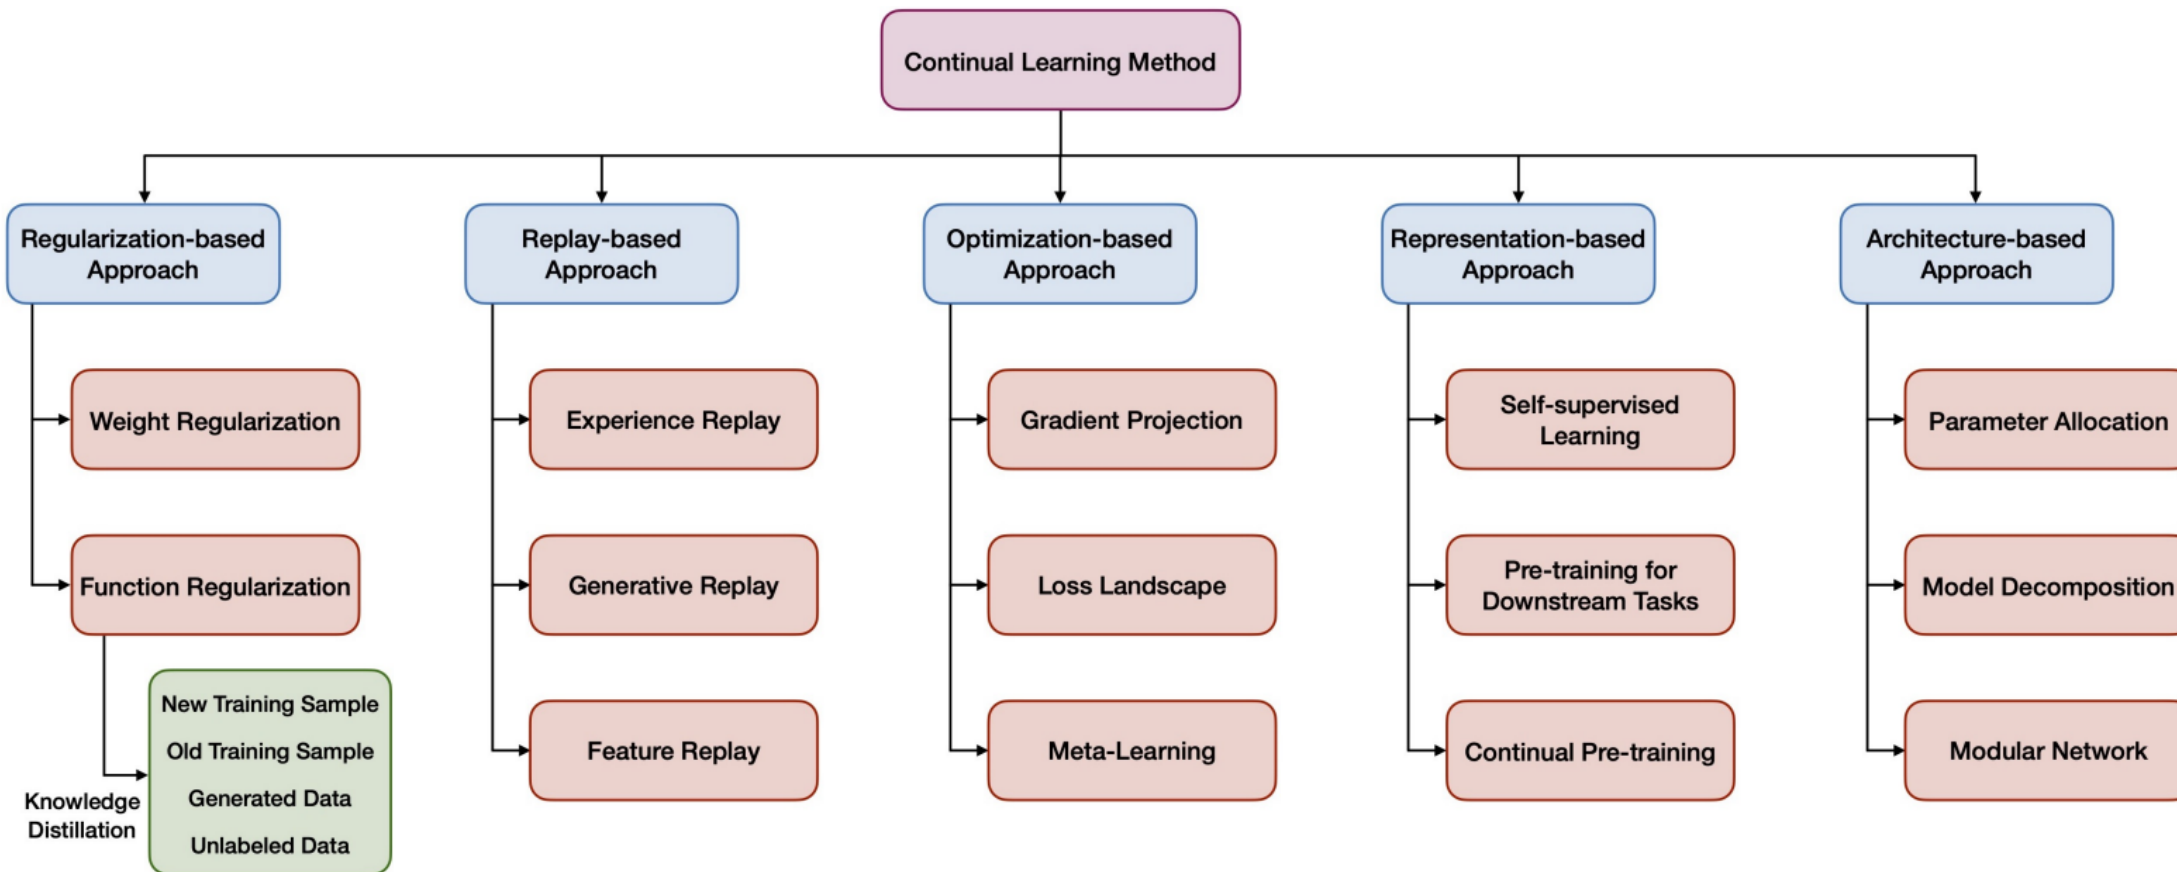 Continual Learning Method
Regularization-based
Approach
Replay-based
Approach
Optimization-based
Approach
Representation-based
Approach
Architecture-based
Approach
Weight Regularization
Experience Replay
Gradient Projection
Self-supervised
Learning
Parameter Allocation
Function Regularization
Generative Replay
Loss Landscape
Pre-training for
Downstream Tasks
Model Decomposition
New Training Sample
Old Training Sample
Generated Data
Unlabeled Data
Knowledge
Distillation
Feature Replay
Meta-Learning
Continual Pre-training
Modular Network